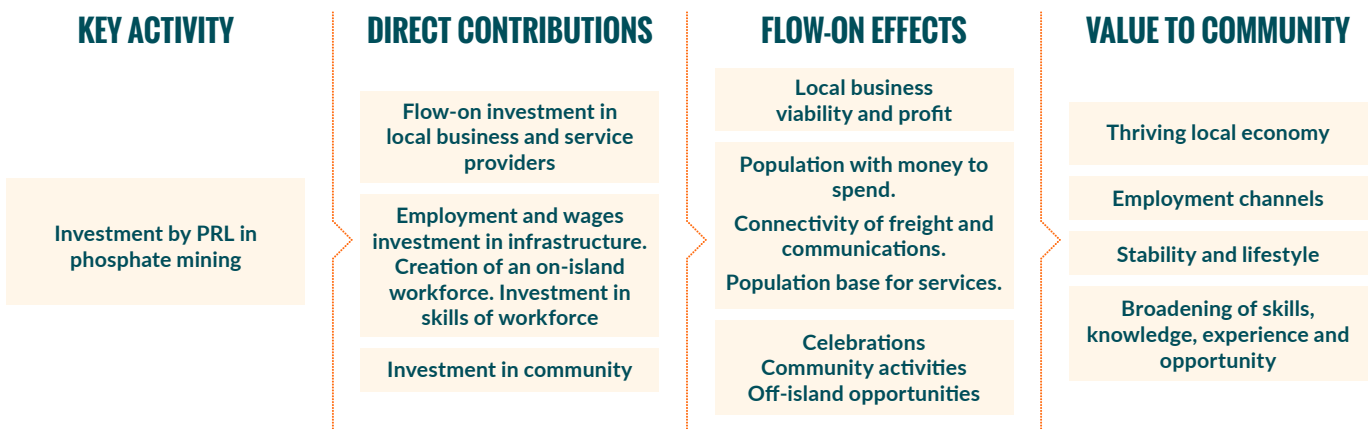 KEY ACTIVITY
Investment by PRL in
phosphate mining
DIRECT CONTRIBUTIONS
Flow-on investment in
local business and service
providers
Employment and wages
investment in infrastructure.
Creation of an on-island
workforce. Investment in
skills of workforce
Investment in community
FLOW-ON EFFECTS
Local business
viability and profit
Population with money to
spend.
Connectivity of freight and
communications.
Population base for services.
Celebrations
Community activities
Off-island opportunities
VALUE TO COMMUNITY
Thriving local economy
Employment channels
Stability and lifestyle
Broadening of skills,
knowledge, experience and
opportunity